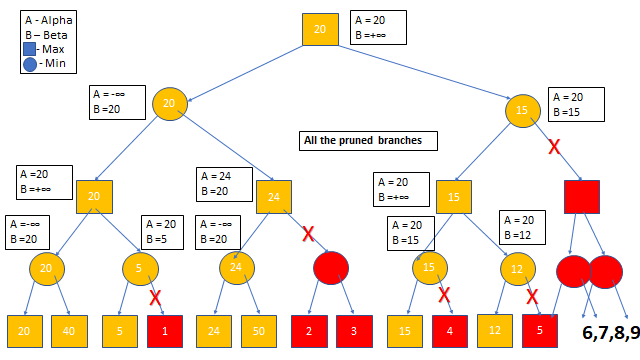 A - Alpha
B – Beta
- Max
- Min
20
A = 20
B =+∞
A = -∞
B =20
20
15
A = 20
B =15
All the pruned branches
X
A =20
B =+∞
20
A = 24
B =20
24
X
A = 20
B =+∞
15
A =-∞
B =20
20
A = 20
B =5
5
X
A = -∞
B =20
24
A = 20
B =15
15
X
A = 20
B =12
12
X
20 40 5 1 24 50 2 3 15 4 12 5 6,7,8,9